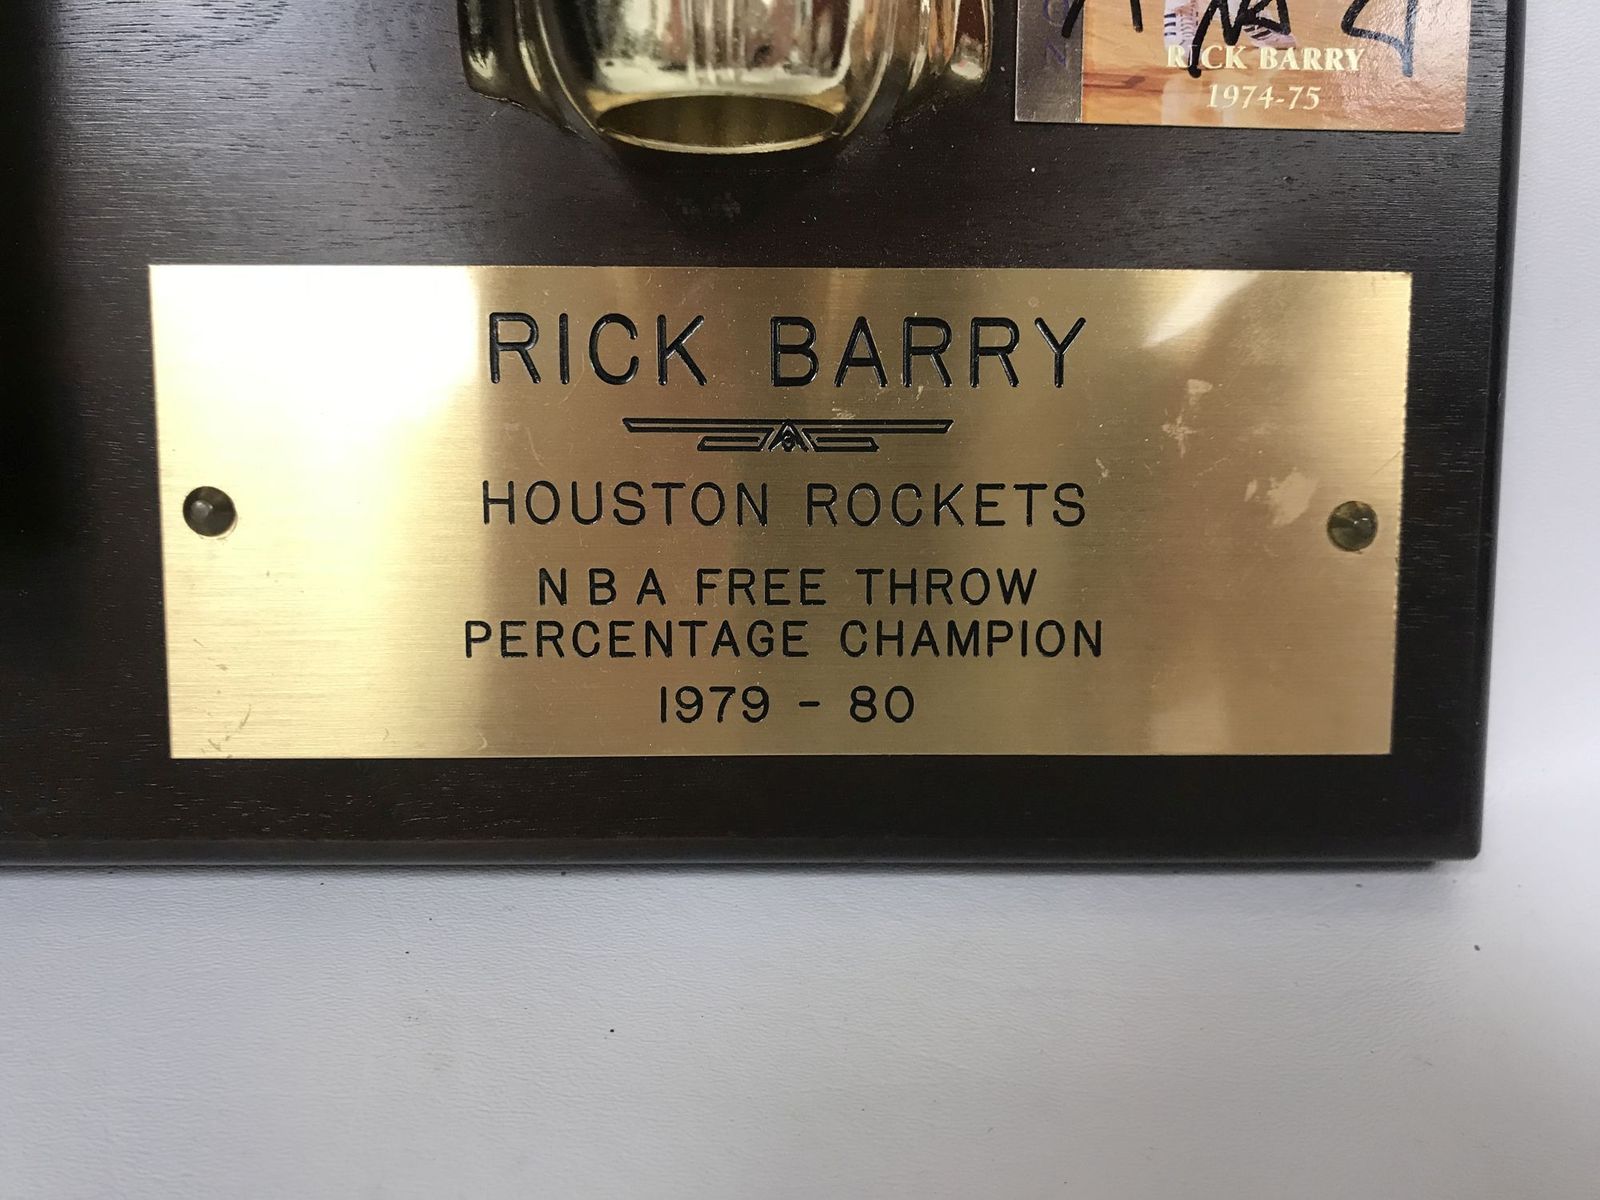 RICK BARRY
1974-75
RICK BARRY
HOUSTON ROCKETS
N B A FREE THROW
PERCENTAGE CHAMPION
1979 - 80